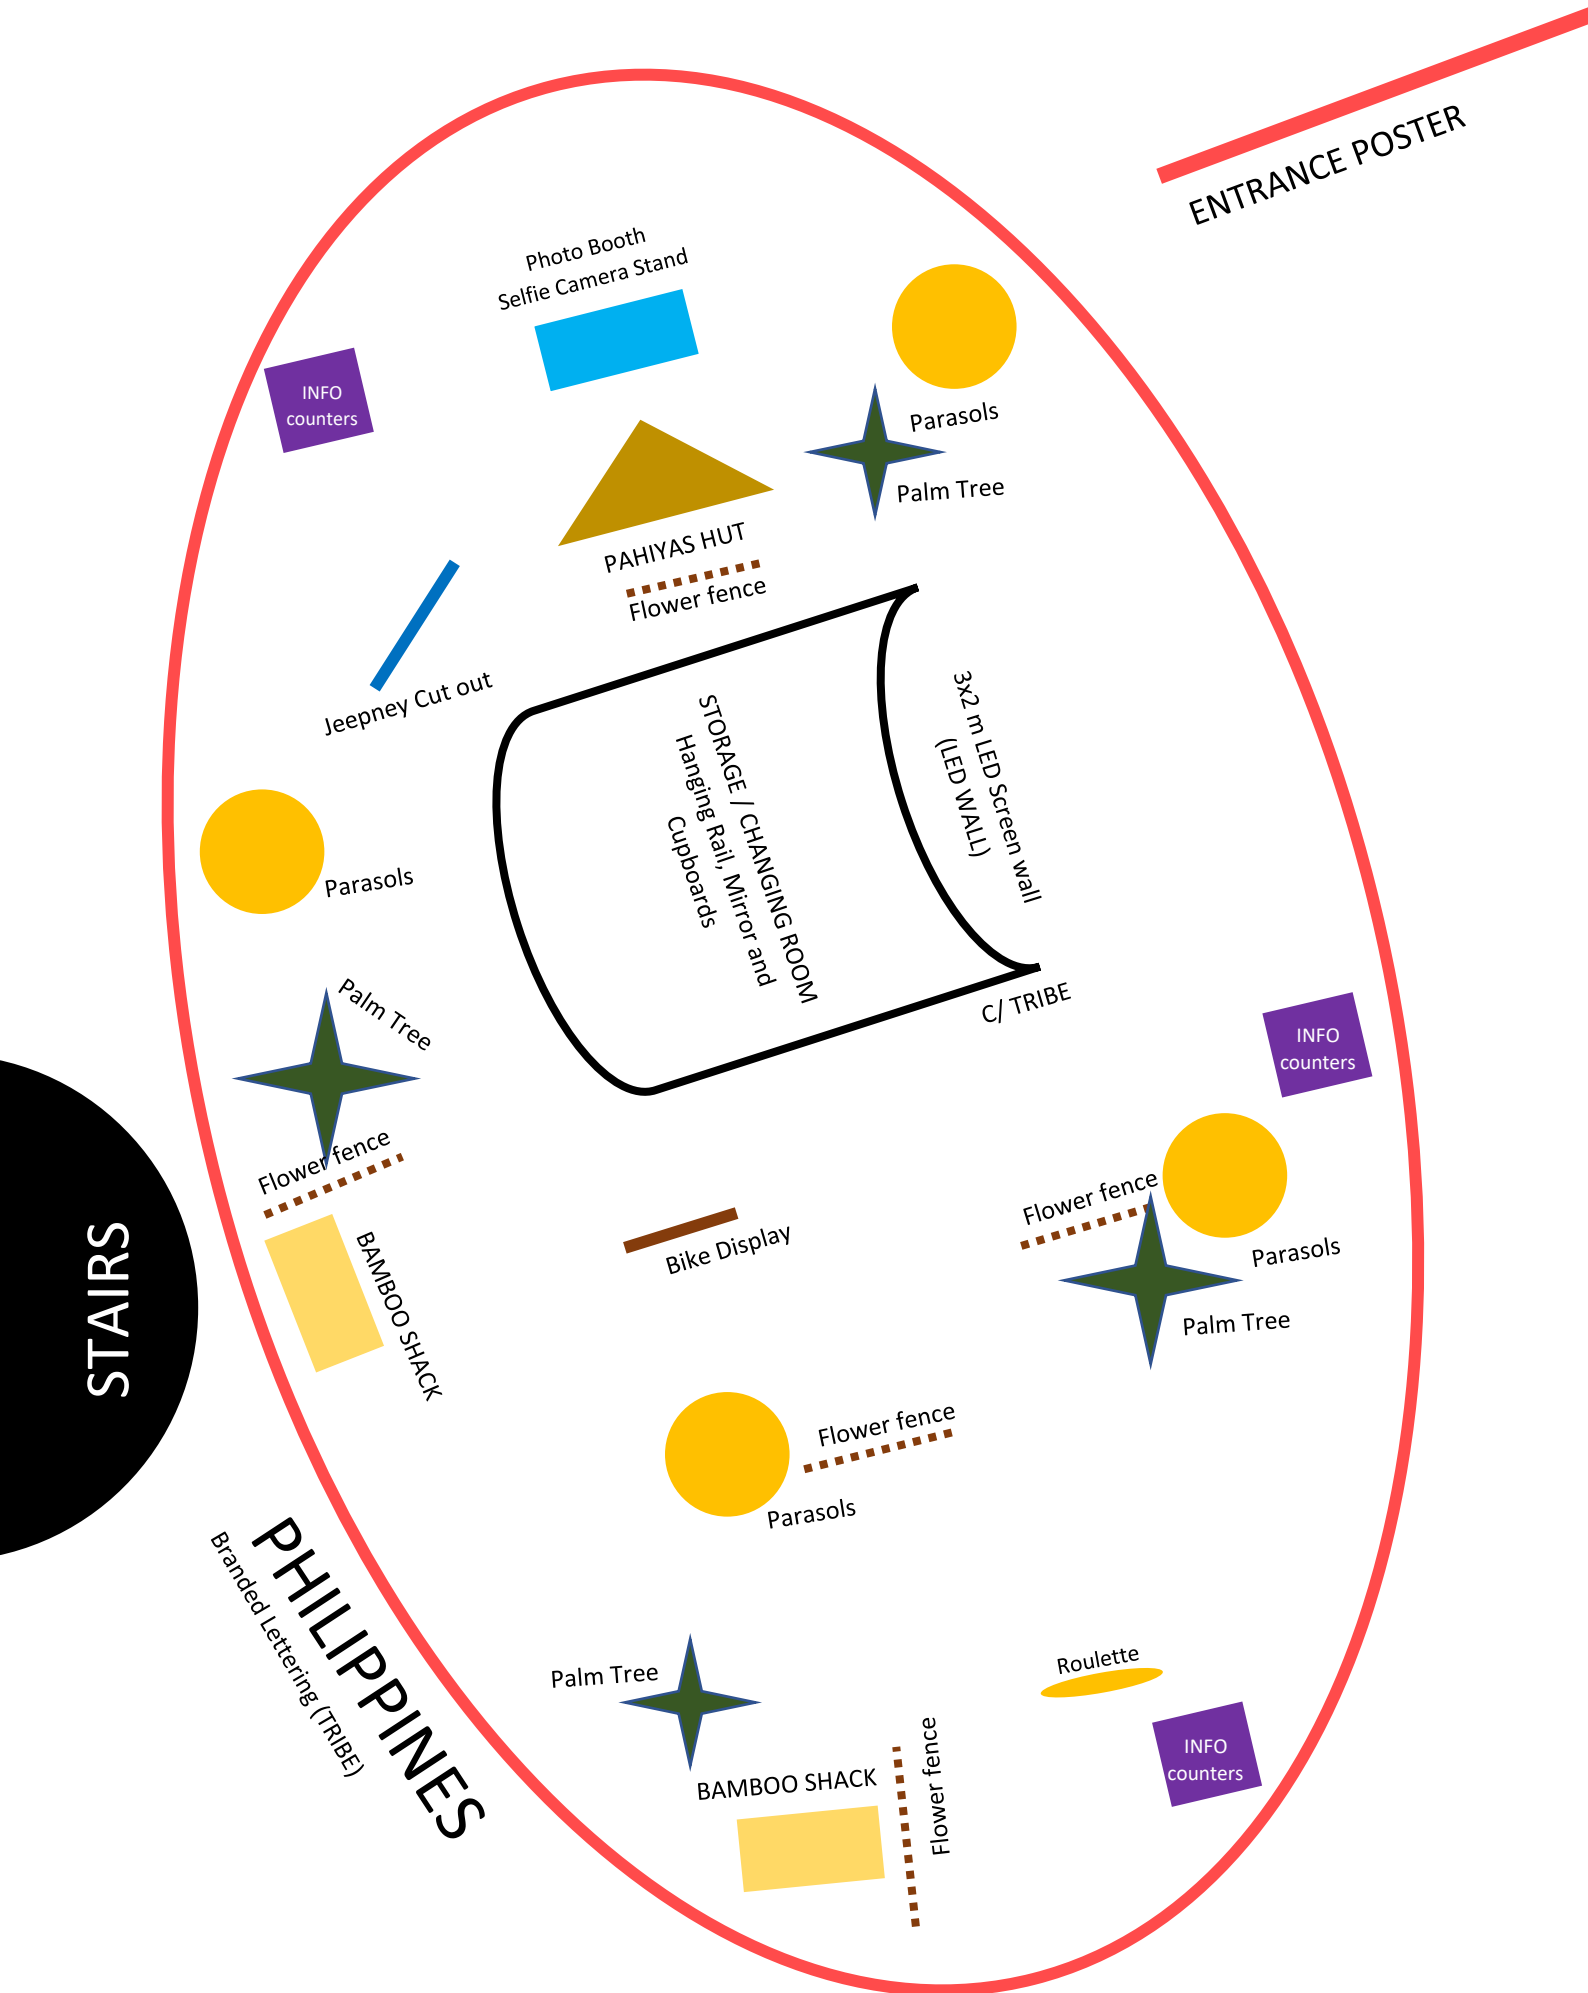 ENTRANCE POSTER
Photo Booth
Selfie Camera Stand
INFO
counters
Parasols
Palm Tree
PAHIYAS HUT
Flower fence
Jeepney Cut out
3x2 m LED Screen wall
(LED WALL)
STORAGE / CHANGING ROOM
Hanging Rail, Mirror and
Cupboards
Parasols
C/ TRIBE
Palm Tree
INFO
counters
Flower fence
Flower fence
Parasols
BAMBOO SHACK
Bike Display
Palm Tree
STAIRS
Flower fence
Parasols
PHILIPPINES
Branded Lettering (TRIBE)
Palm Tree
Roulette
INFO
counters
BAMBOO SHACK
Flower fence